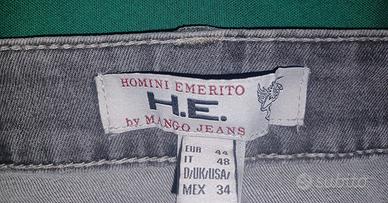 HOMINI EMERITO
H.E.
by MANGO JEANS
EUR 44
IT 48
D/UK/USA/
MEX 34
subito